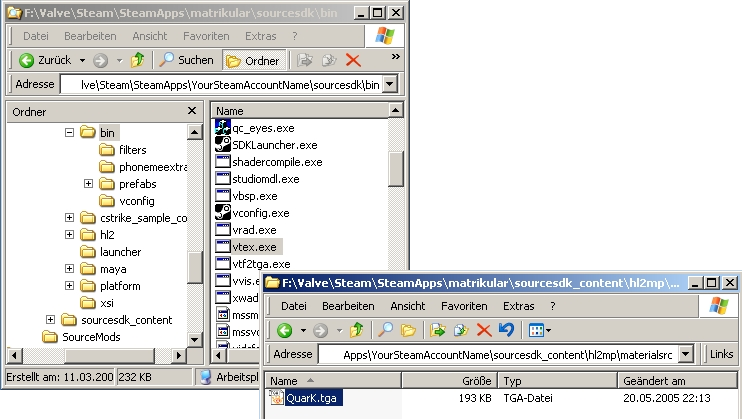 F:\Valve\Steam\SteamApps\matrikular\sourcesdk\bin
Datei Bearbeiten Ansicht Favoriten Extras ?
Zurück Suchen Ordner »
Adresse lve\Steam\SteamApps\YourSteamAccountName\sourcesdk\bin
Ordner
bin
filters
phonemeextra
prefabs
vconfig
cstrike_sample_co
hl2
launcher
maya
platform
xsi
sourcesdk_content
SourceMods
Name
qc_eyes.exe
SDKLauncher.exe
shadercompile.exe
studiomdl.exe
vbsp.exe
vconfig.exe
vrad.exe
vtex.exe
vtf2tga.exe
vvis.e
xwad
mssm
mssvo
Erstellt am: 11.03.200 232 KB Arbeitspl
F:\Valve\Steam\SteamApps\matrikular\sourcesdk_content\hl2mp\...
Datei Bearbeiten Ansicht Favoriten Extras ?
Adresse Apps\YourSteamAccountName\sourcesdk_content\hl2mp\materialsrc Links
Name Größe Typ Geändert am
QuarK.tga 193 KB TGA-Datei 20.05.2005 22:13